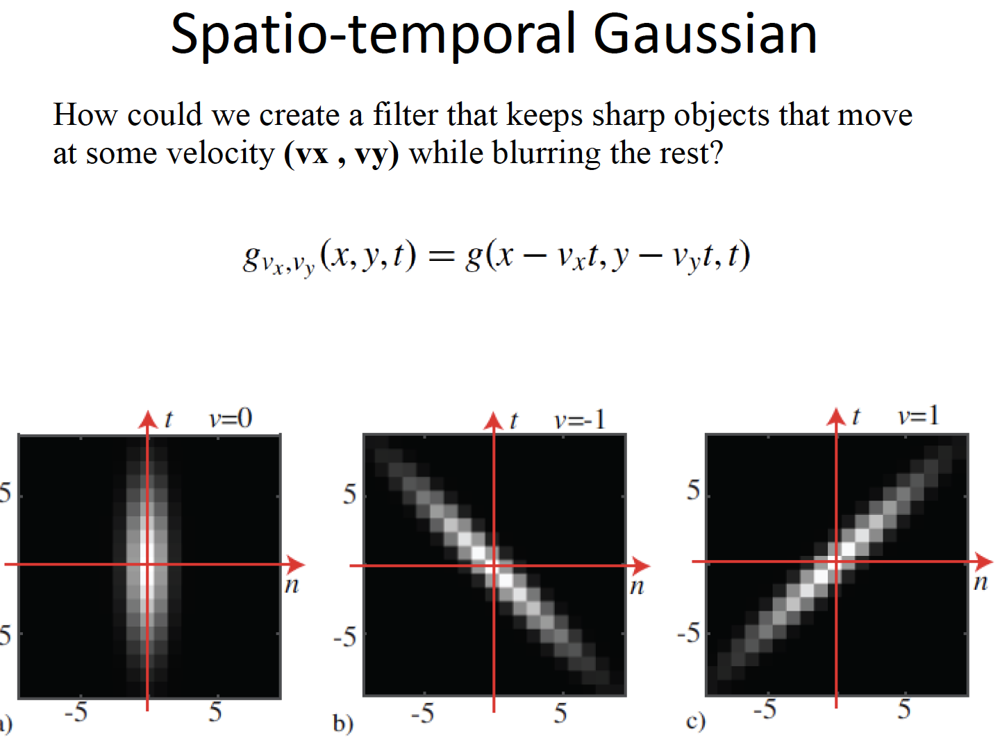 Spatio-temporal Gaussian
How could we create a filter that keeps sharp objects that move
at some velocity (vx , vy) while blurring the rest?
g_{v_x,v_y}(x, y, t) = g(x − v_x t, y − v_y t, t)
t v=0
5
n
5
-5 5
)
t v=-1
5
n
-5
-5 5
b)
t v=1
5
n
-5
-5 5
c)